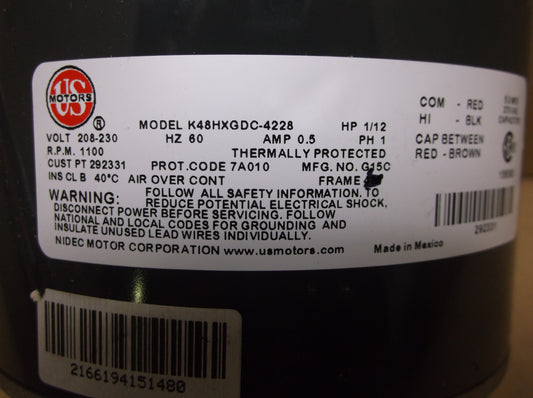 US
MOTORS
®
MODEL K48HXGDC-4228 HP 1/12
VOLT 208-230 HZ 60 AMP 0.5 PH 1
R.P.M. 1100 THERMALLY PROTECTED
CUST PT 292331 PROT.CODE 7A010 MFG. NO. G15C
INS CL B 40°C AIR OVER CONT FRAME
WARNING: FOLLOW ALL SAFETY INFORMATION. TO
REDUCE POTENTIAL ELECTRICAL SHOCK,
DISCONNECT POWER BEFORE SERVICING. FOLLOW
NATIONAL AND LOCAL CODES FOR GROUNDING AND
INSULATE UNUSED LEAD WIRES INDIVIDUALLY.
NIDEC MOTOR CORPORATION www.usmotors.com Made in Mexico
COM - RED
HI - BLK
CAP BETWEEN
RED - BROWN
292331
2166194151480